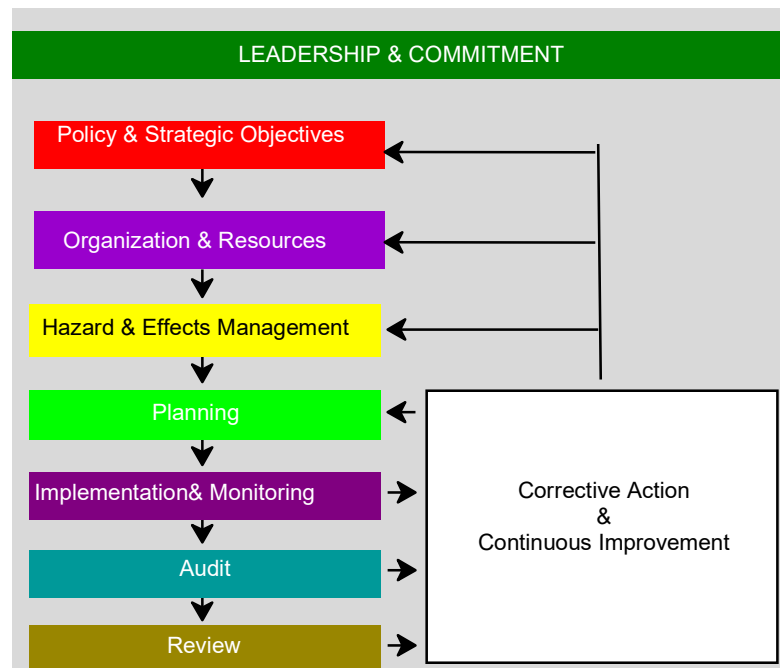 LEADERSHIP & COMMITMENT
Policy & Strategic Objectives
Organization & Resources
Hazard & Effects Management
Planning
Implementation& Monitoring
Audit
Review
Corrective Action
&
Continuous Improvement